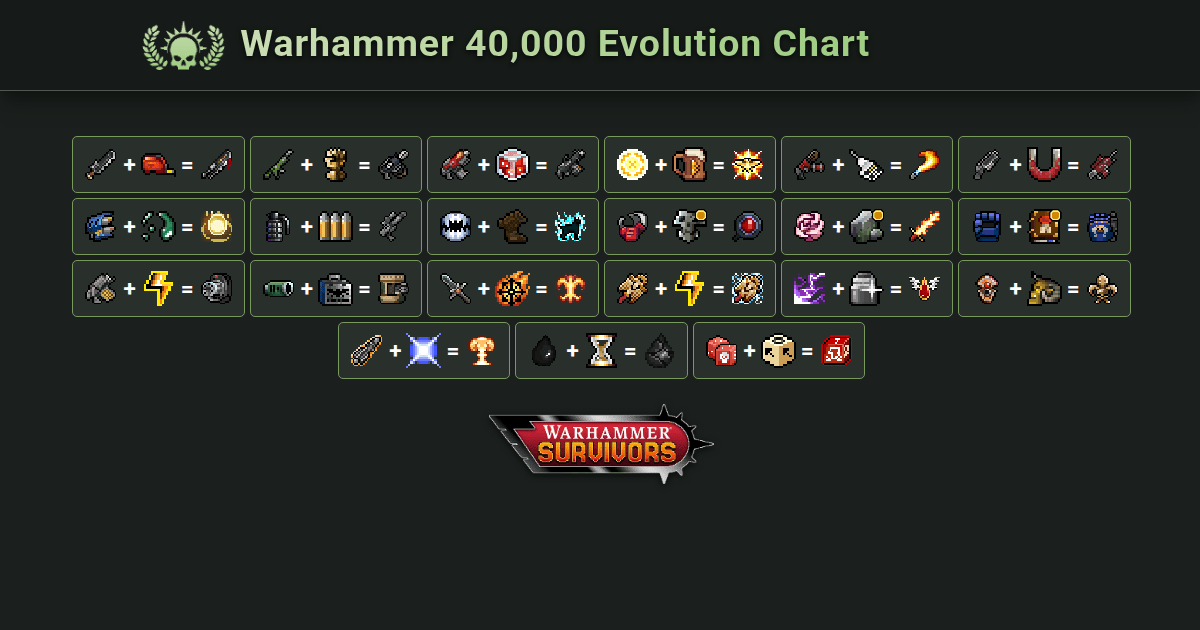 Warhammer 40,000 Evolution Chart
+ = + = + = + = + = + =
+ = + = + = + = + = + =
+ = + = + = + = + = + =
+ = + = + =
WARHAMMER
SURVIVORS